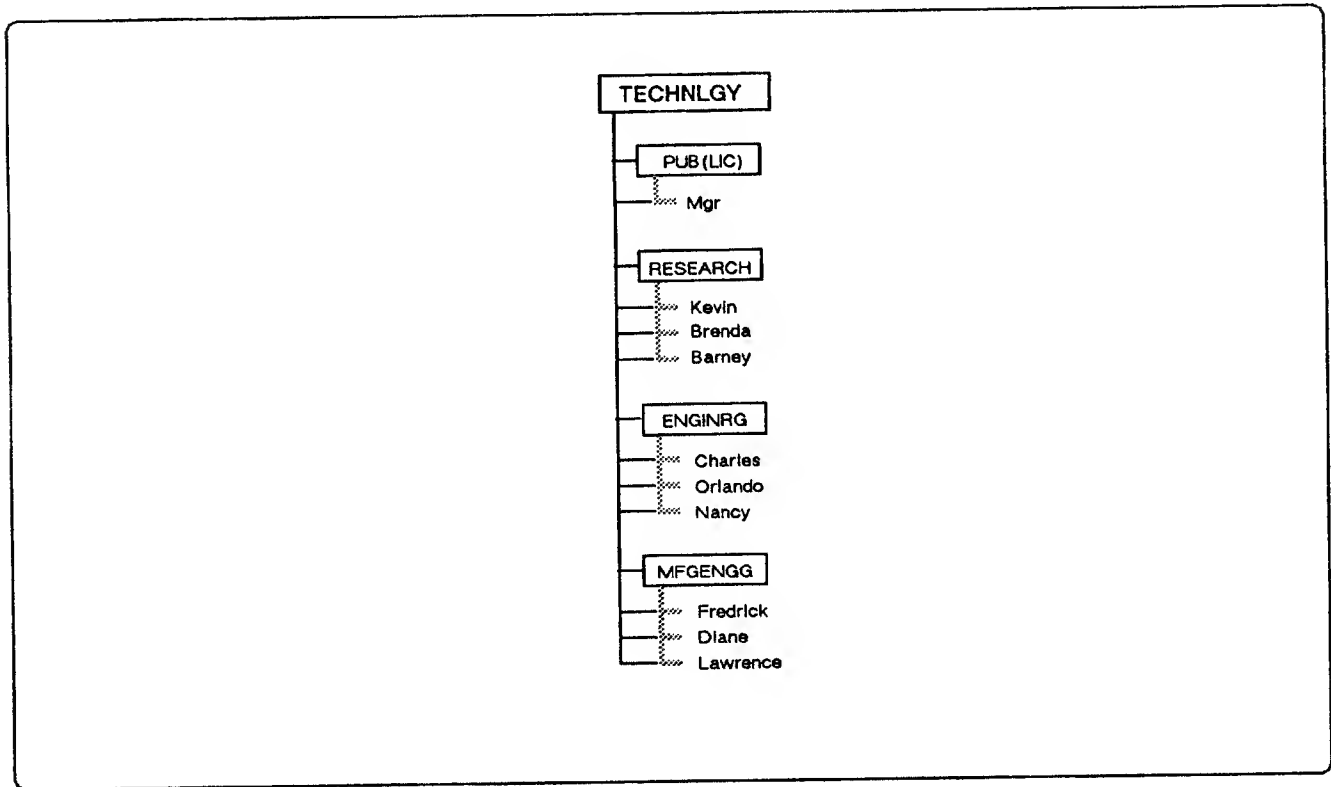 TECHNLGY
PUB(LIC)
Mgr
RESEARCH
Kevin
Brenda
Barney
ENGINRG
Charles
Orlando
Nancy
MFGENGG
Fredrick
Diane
Lawrence